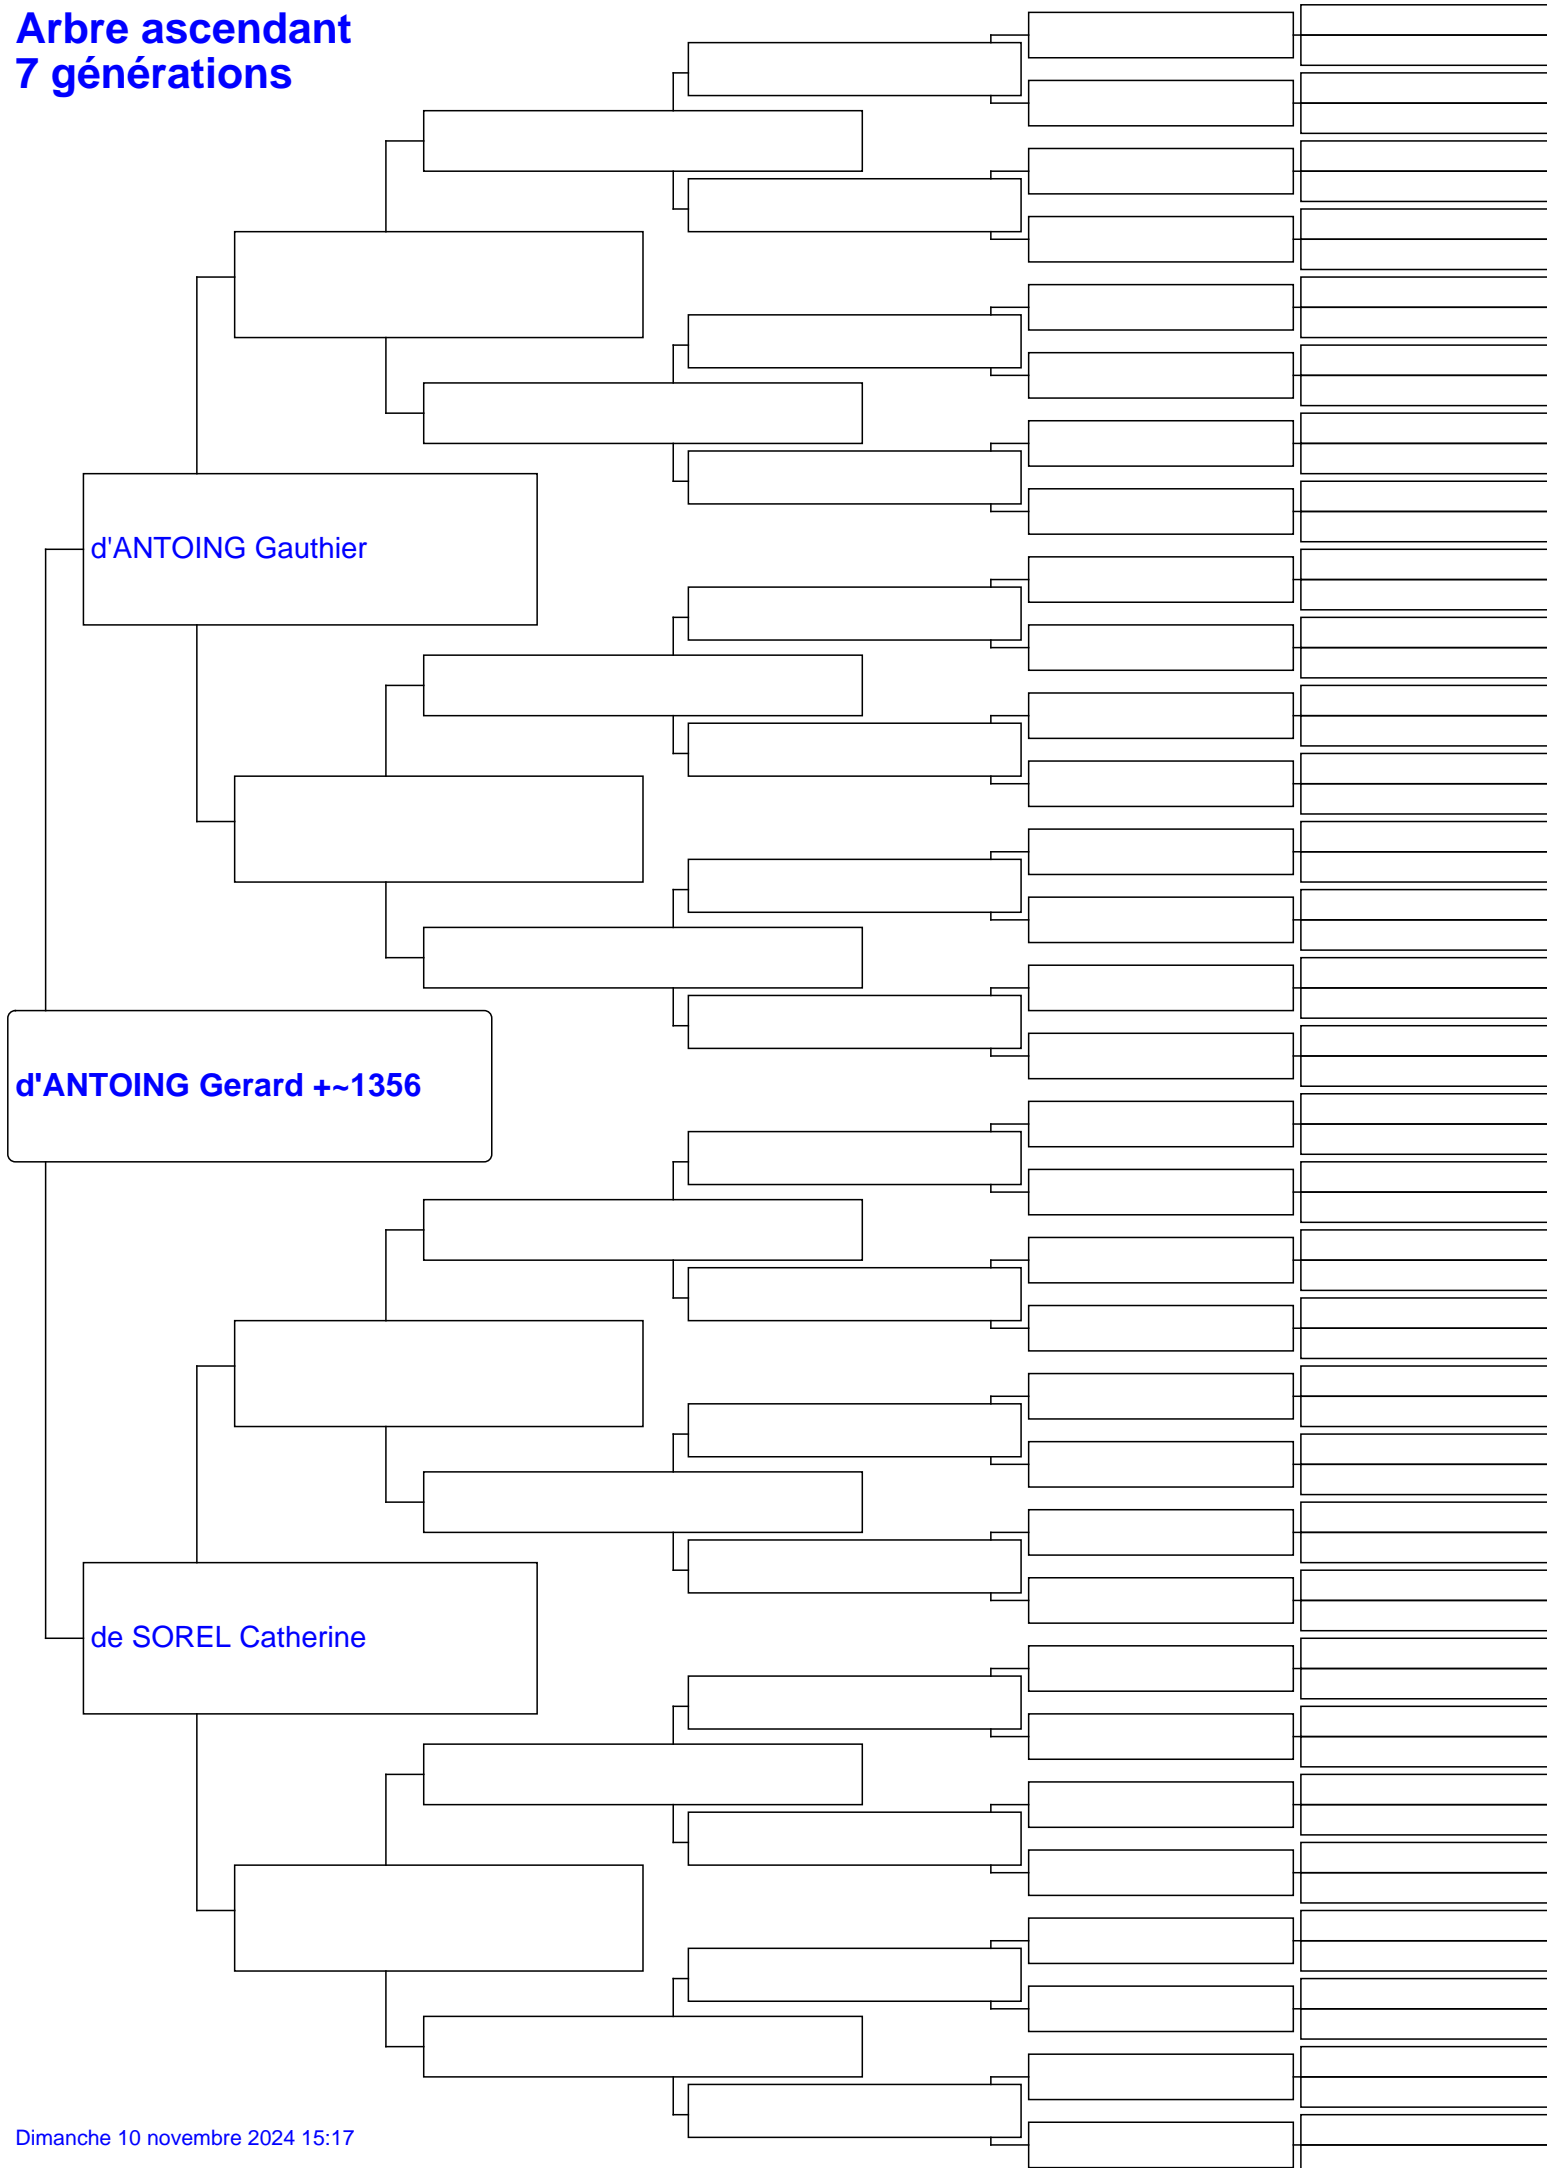 Arbre ascendant
7 générations
d'ANTOING Gauthier
d'ANTOING Gerard +~1356
de SOREL Catherine
Dimanche 10 novembre 2024 15:17